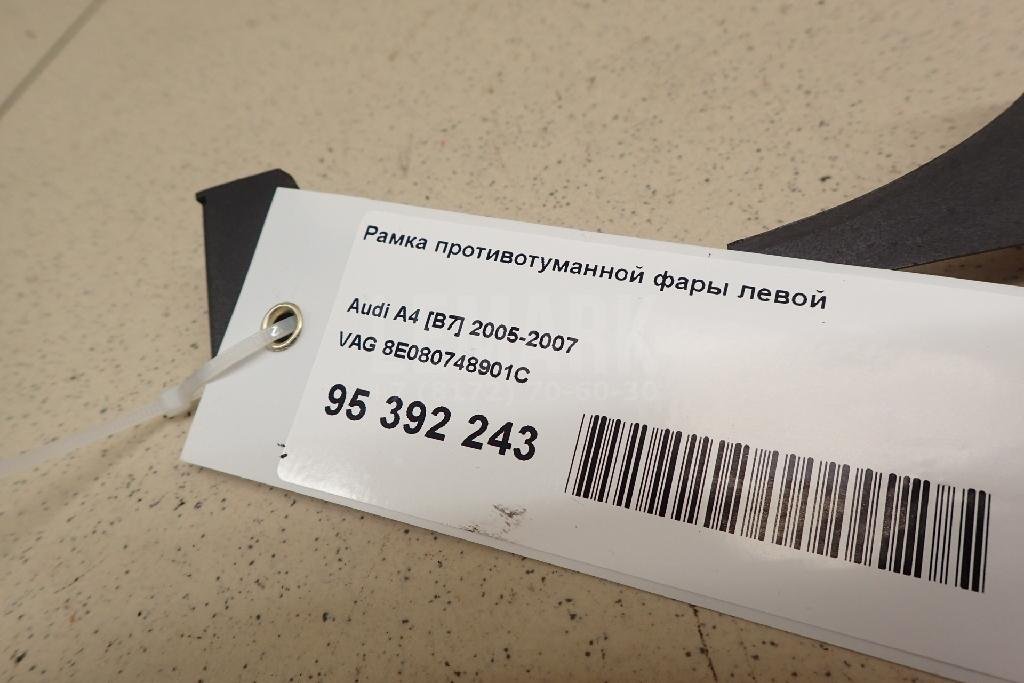 Рамка противотуманной фары левой
Audi A4 [B7] 2005-2007
VAG 8E080748901C
95 392 243